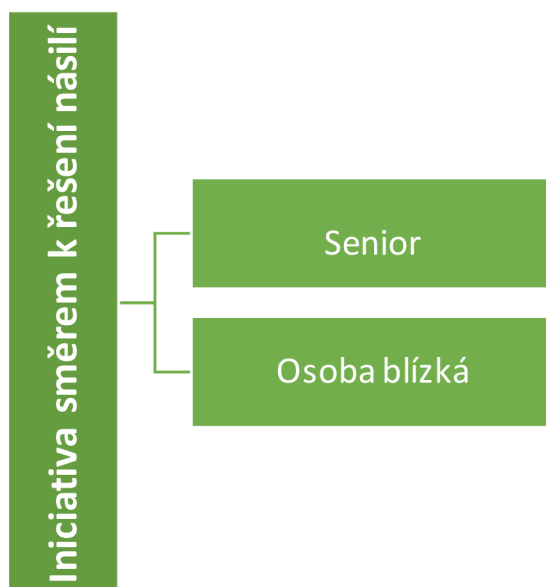 Iniciativa směrem k řešení násilí
Senior
Osoba blízká